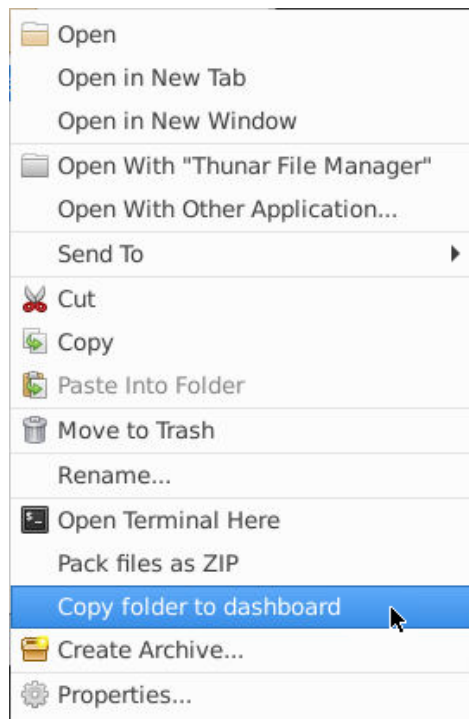 Open
Open in New Tab
Open in New Window
Open With "Thunar File Manager"
Open With Other Application...
Send To
Cut
Copy
Paste Into Folder
Move to Trash
Rename...
Open Terminal Here
Pack files as ZIP
Copy folder to dashboard
Create Archive...
Properties...